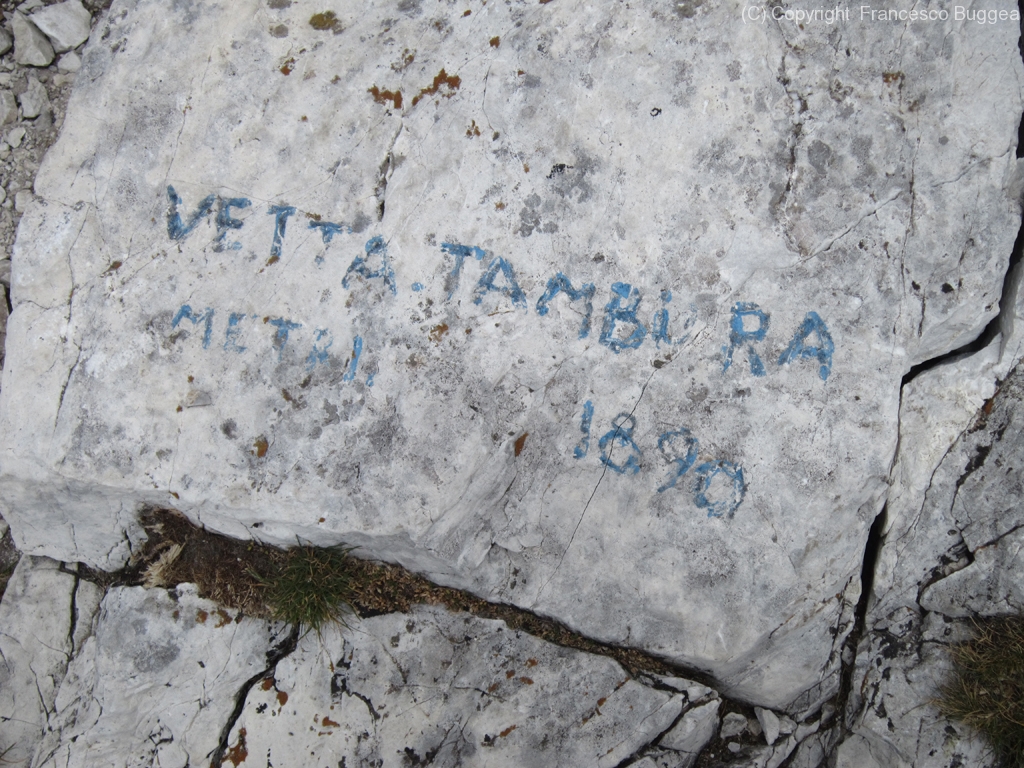 (C) Copyright Francesco Buggea
VETTA. TAMBURA
METRI.
1890